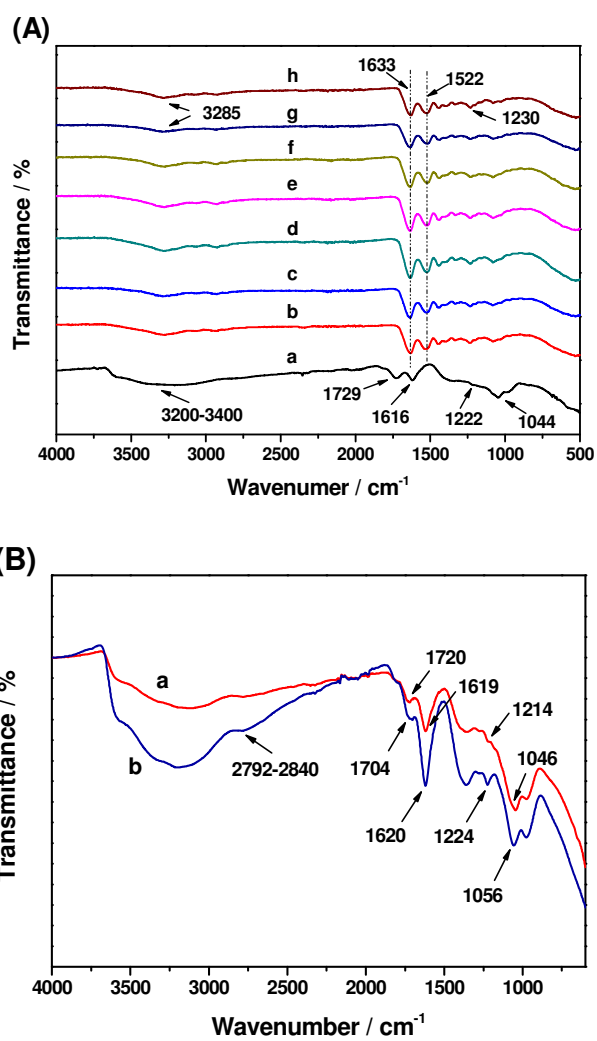 (A)
1633
1522
h
3285
1230
g
f
e
d
c
b
a
3200-3400
1729
1616
1222
1044
Transmittance / %
4000 3500 3000 2500 2000 1500 1000 500
Wavenumer / cm-1
(B)
a
b
1720
1619
1214
2792-2840
1704
1046
1620
1224
1056
Transmittance / %
4000 3500 3000 2500 2000 1500 1000
Wavenumber / cm-1